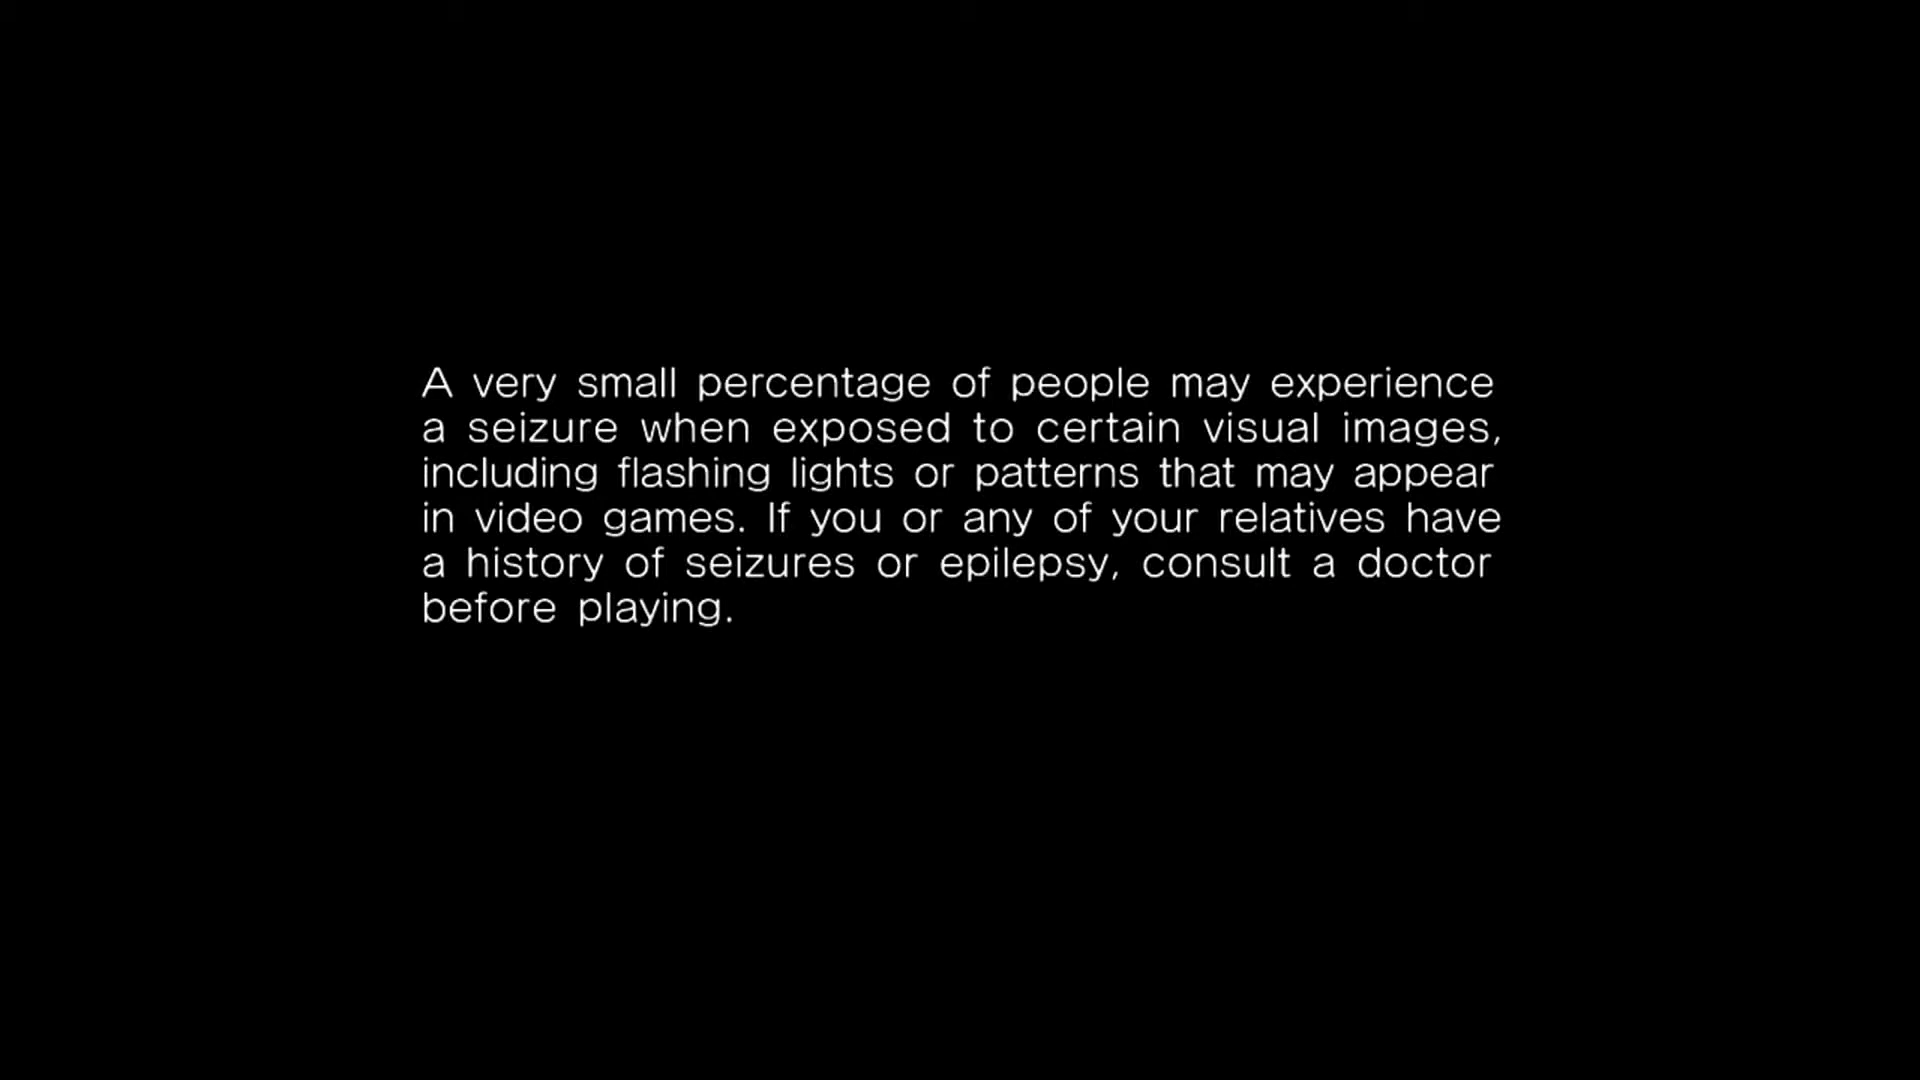 A very small percentage of people may experience
a seizure when exposed to certain visual images,
including flashing lights or patterns that may appear
in video games. If you or any of your relatives have
a history of seizures or epilepsy, consult a doctor
before playing.